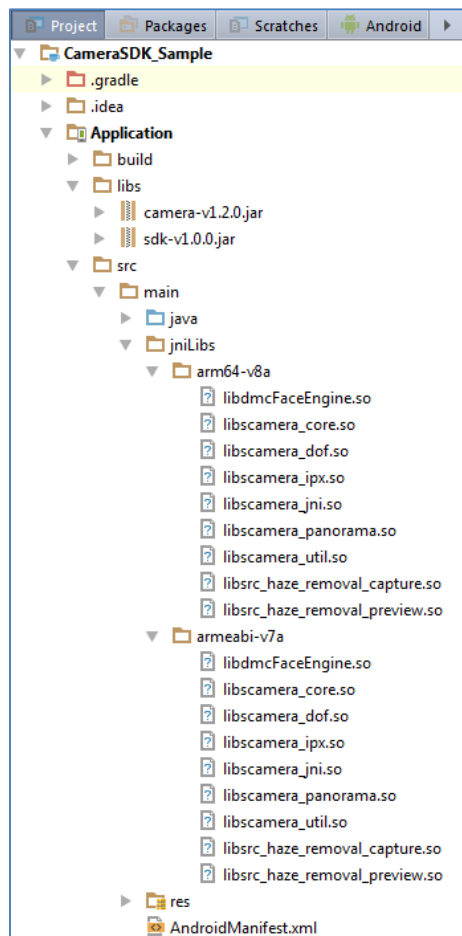 Project Packages Scratches Android
CameraSDK_Sample
.gradle
.idea
Application
build
libs
camera-v1.2.0.jar
sdk-v1.0.0.jar
src
main
java
jniLibs
arm64-v8a
libdmcFaceEngine.so
libscamera_core.so
libscamera_dof.so
libscamera_ipx.so
libscamera_jni.so
libscamera_panorama.so
libscamera_util.so
libsrc_haze_removal_capture.so
libsrc_haze_removal_preview.so
armeabi-v7a
libdmcFaceEngine.so
libscamera_core.so
libscamera_dof.so
libscamera_ipx.so
libscamera_jni.so
libscamera_panorama.so
libscamera_util.so
libsrc_haze_removal_capture.so
libsrc_haze_removal_preview.so
res
AndroidManifest.xml